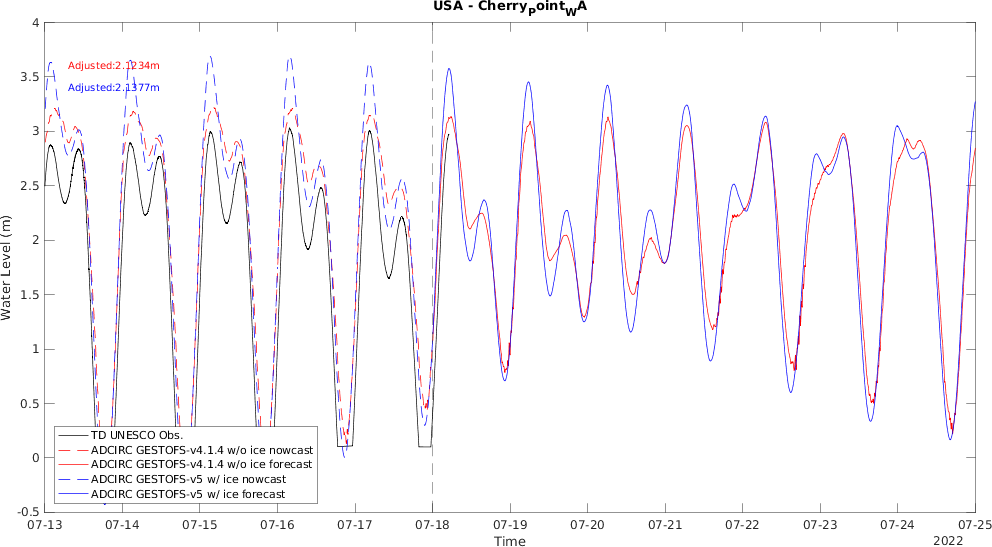 USA - CherryPointWA
Adjusted:2.1234m
Adjusted:2.1377m
Water Level (m)
4
3.5
3
2.5
2
1.5
1
0.5
0
-0.5
TD UNESCO Obs.
ADCIRC GESTOFS-v4.1.4 w/o ice nowcast
ADCIRC GESTOFS-v4.1.4 w/o ice forecast
ADCIRC GESTOFS-v5 w/ ice nowcast
ADCIRC GESTOFS-v5 w/ ice forecast
07-13 07-14 07-15 07-16 07-17 07-18 07-19 07-20 07-21 07-22 07-23 07-24 07-25
Time
2022